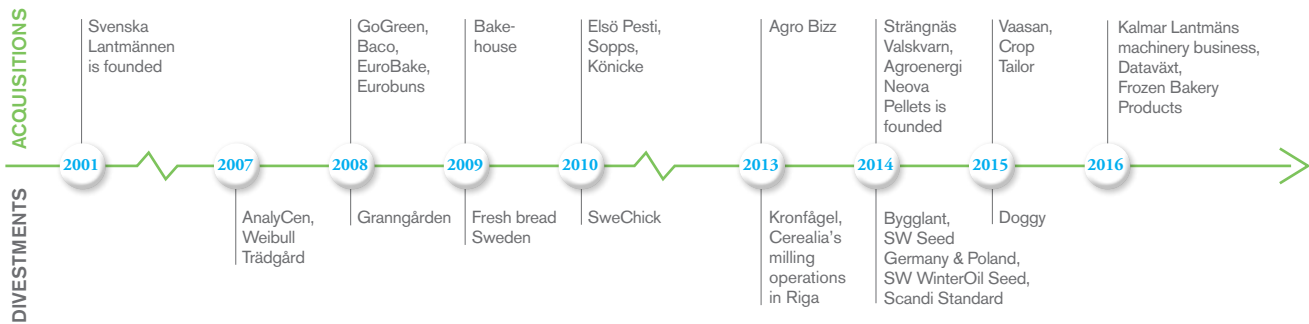 ACQUISITIONS
Svenska
Lantmännen
is founded
GoGreen,
Baco,
EuroBake,
Eurobuns
Bake-
house
Elsö Pesti,
Sopps,
Könicke
Agro Bizz
Strängnäs
Valskvarn,
Agroenergi
Neova
Pellets is
founded
Vaasan,
Crop
Tailor
Kalmar Lantmäns
machinery business,
Dataväxt,
Frozen Bakery
Products
2001
2007
2008
2009
2010
2013
2014
2015
2016
DIVESTMENTS
AnalyCen,
Weibull
Trädgård
Granngården
Fresh bread
Sweden
SweChick
Kronfågel,
Cerealia’s
milling
operations
in Riga
Bygglant,
SW Seed
Germany & Poland,
SW WinterOil Seed,
Scandi Standard
Doggy